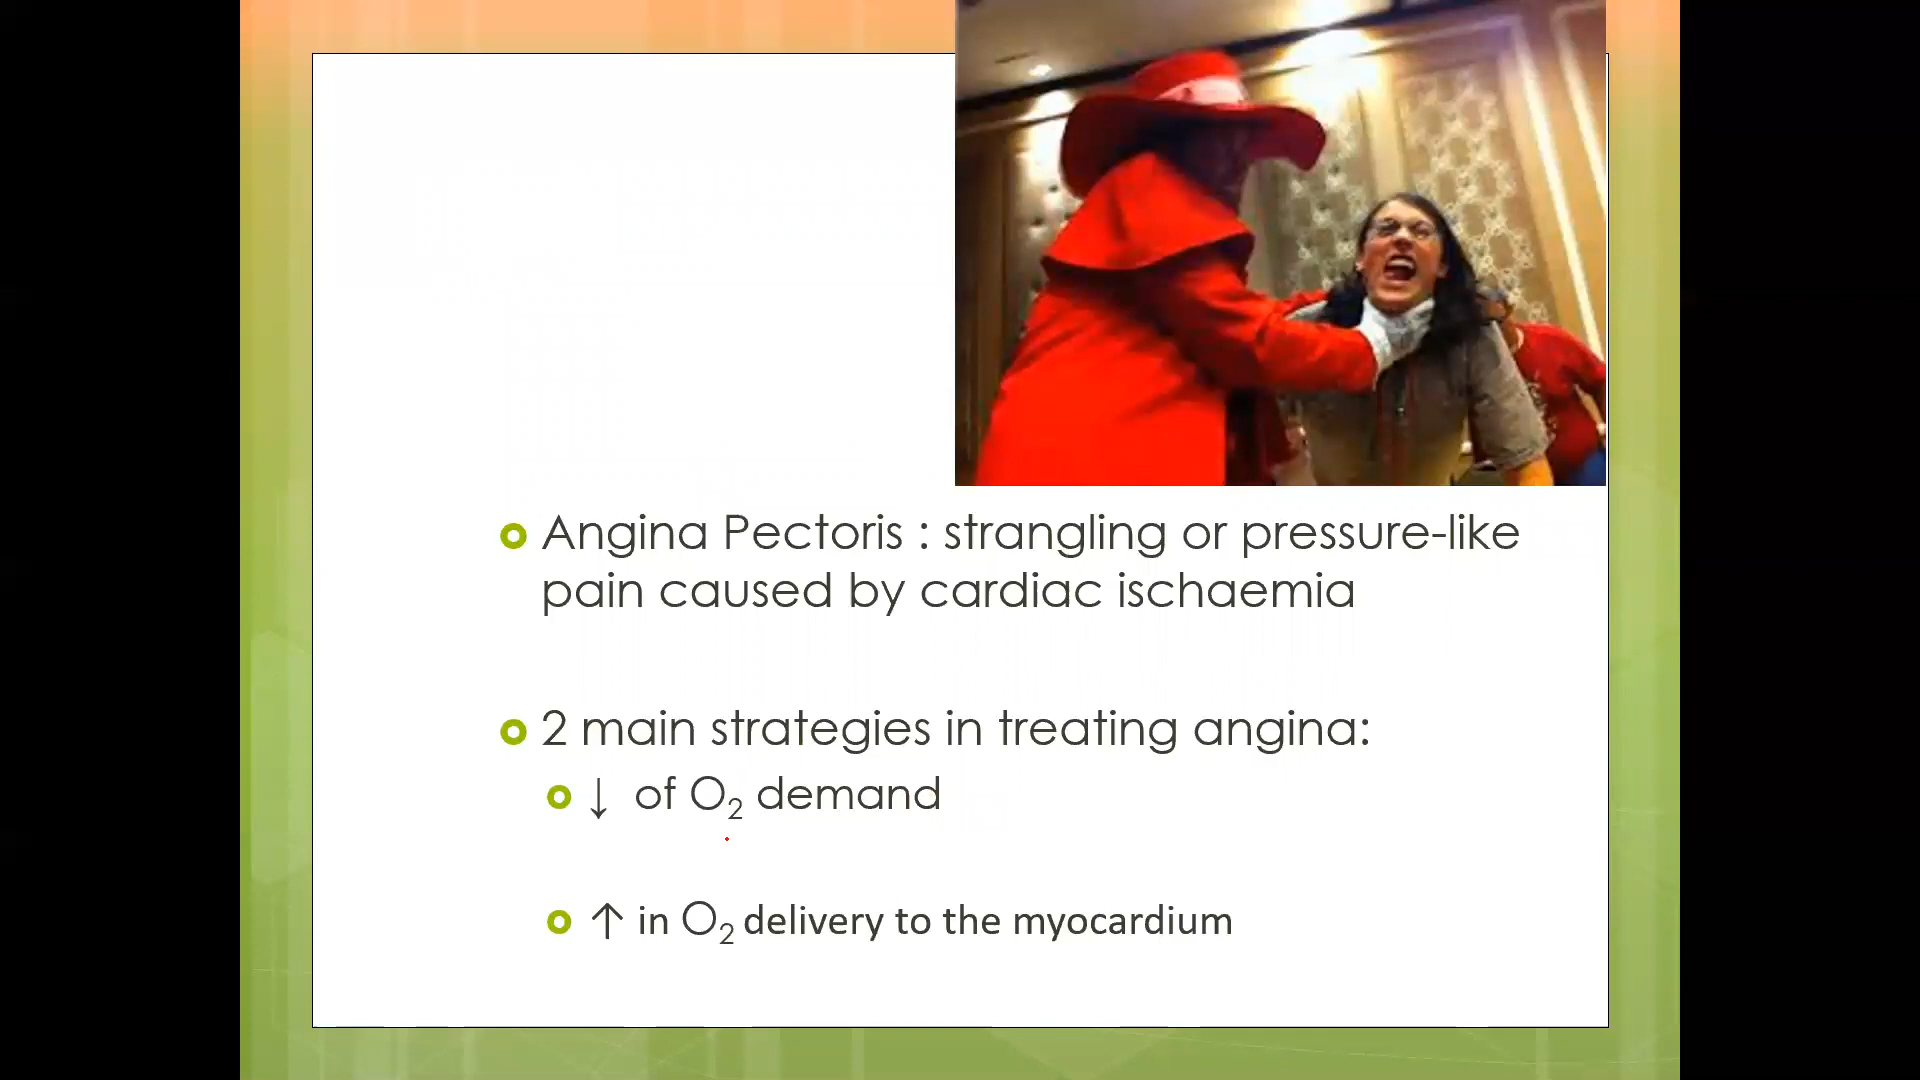 Angina Pectoris : strangling or pressure-like
pain caused by cardiac ischaemia
2 main strategies in treating angina:
↓ of O₂ demand
↑ in O₂ delivery to the myocardium